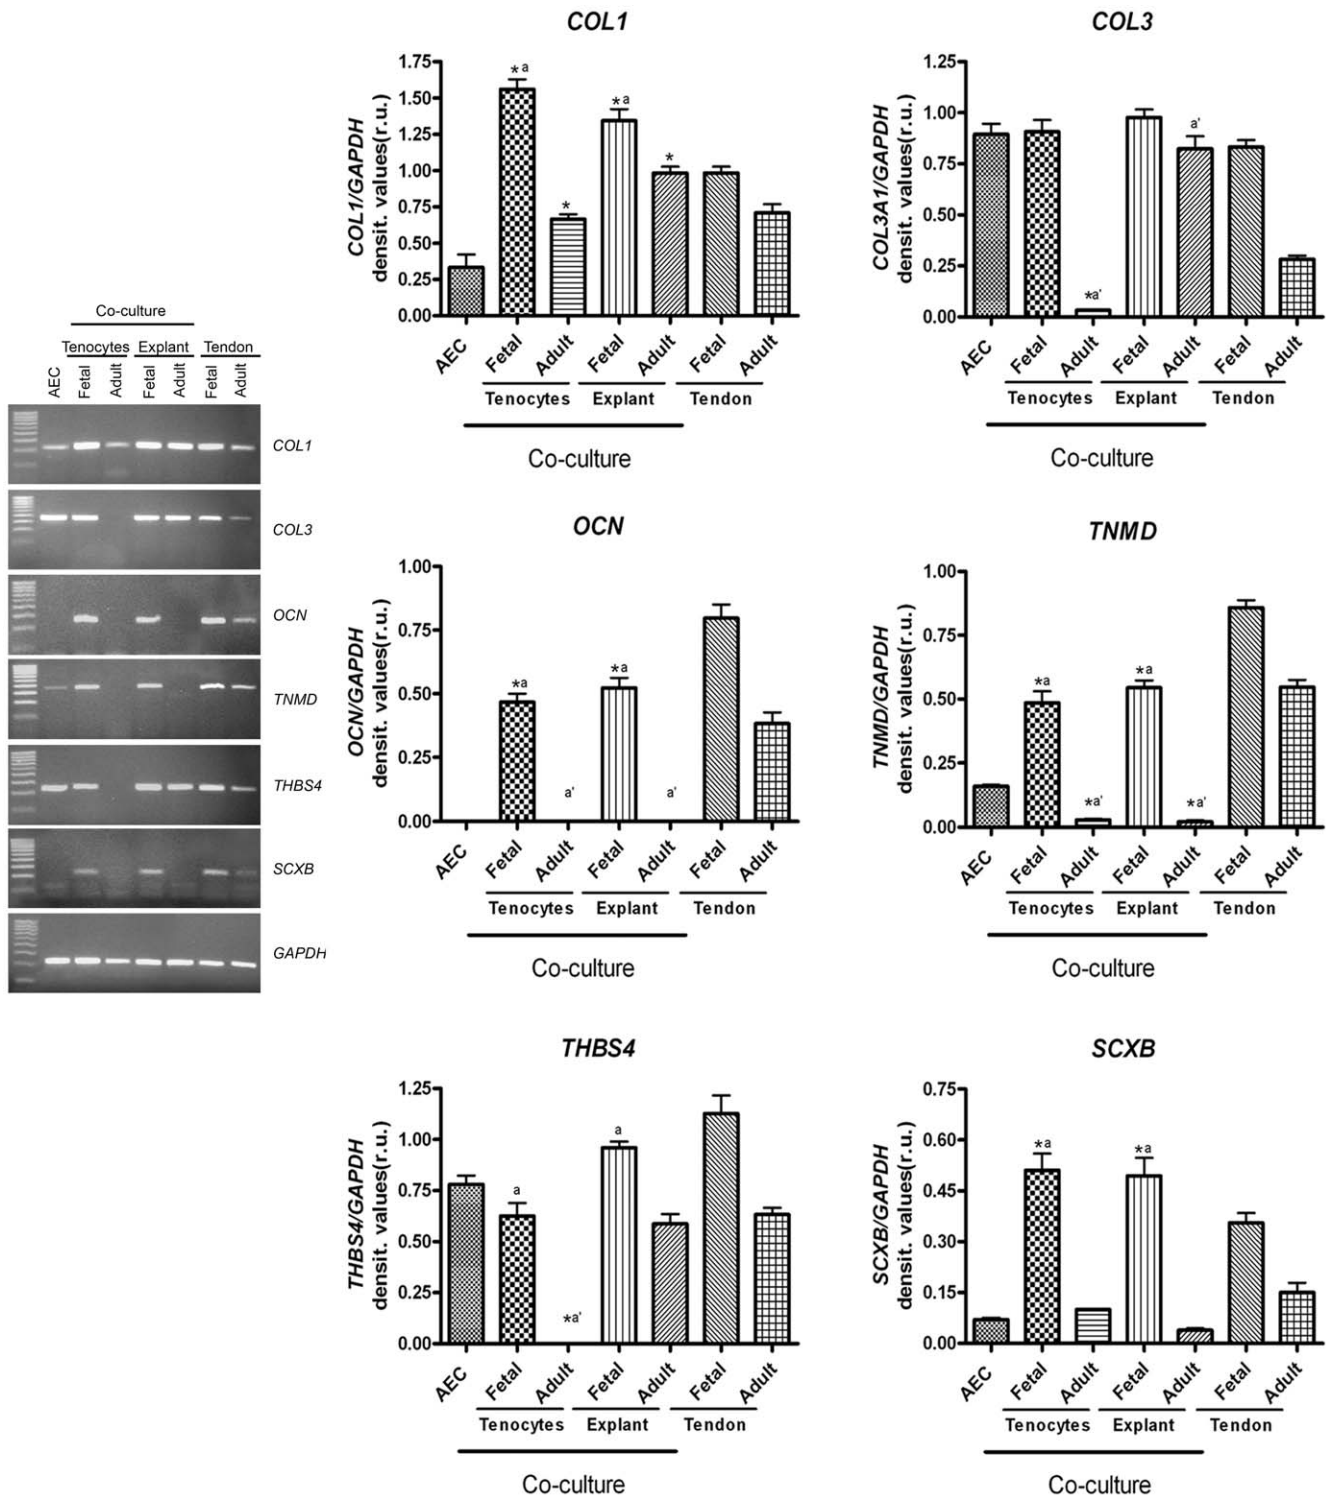 Co-culture
Tenocytes Explant Tendon
AEC Fetal Adult Fetal Adult Fetal Adult
COL1
COL3
OCN
TNMD
THBS4
SCXB
GAPDH
COL1
COL1/GAPDH
densit. values(r.u.)
1.75
1.50
1.25
1.00
0.75
0.50
0.25
0.00
*a
*
*a
*
AEC Fetal Adult Fetal Adult Fetal Adult
Tenocytes Explant Tendon
Co-culture
COL3
COL3A1/GAPDH
densit. values(r.u.)
1.25
1.00
0.75
0.50
0.25
0.00
*a'
a'
AEC Fetal Adult Fetal Adult Fetal Adult
Tenocytes Explant Tendon
Co-culture
OCN
OCN/GAPDH
densit. values(r.u.)
1.00
0.75
0.50
0.25
0.00
*a
a'
*a
a'
AEC Fetal Adult Fetal Adult Fetal Adult
Tenocytes Explant Tendon
Co-culture
TNMD
TNMD/GAPDH
densit. values(r.u.)
1.00
0.75
0.50
0.25
0.00
*a
*a'
*a
*a'
AEC Fetal Adult Fetal Adult Fetal Adult
Tenocytes Explant Tendon
Co-culture
THBS4
THBS4/GAPDH
densit. values(r.u.)
1.25
1.00
0.75
0.50
0.25
0.00
a
*a'
a
AEC Fetal Adult Fetal Adult Fetal Adult
Tenocytes Explant Tendon
Co-culture
SCXB
SCXB/GAPDH
densit. values(r.u.)
0.75
0.60
0.45
0.30
0.15
0.00
*a
*a
AEC Fetal Adult Fetal Adult Fetal Adult
Tenocytes Explant Tendon
Co-culture